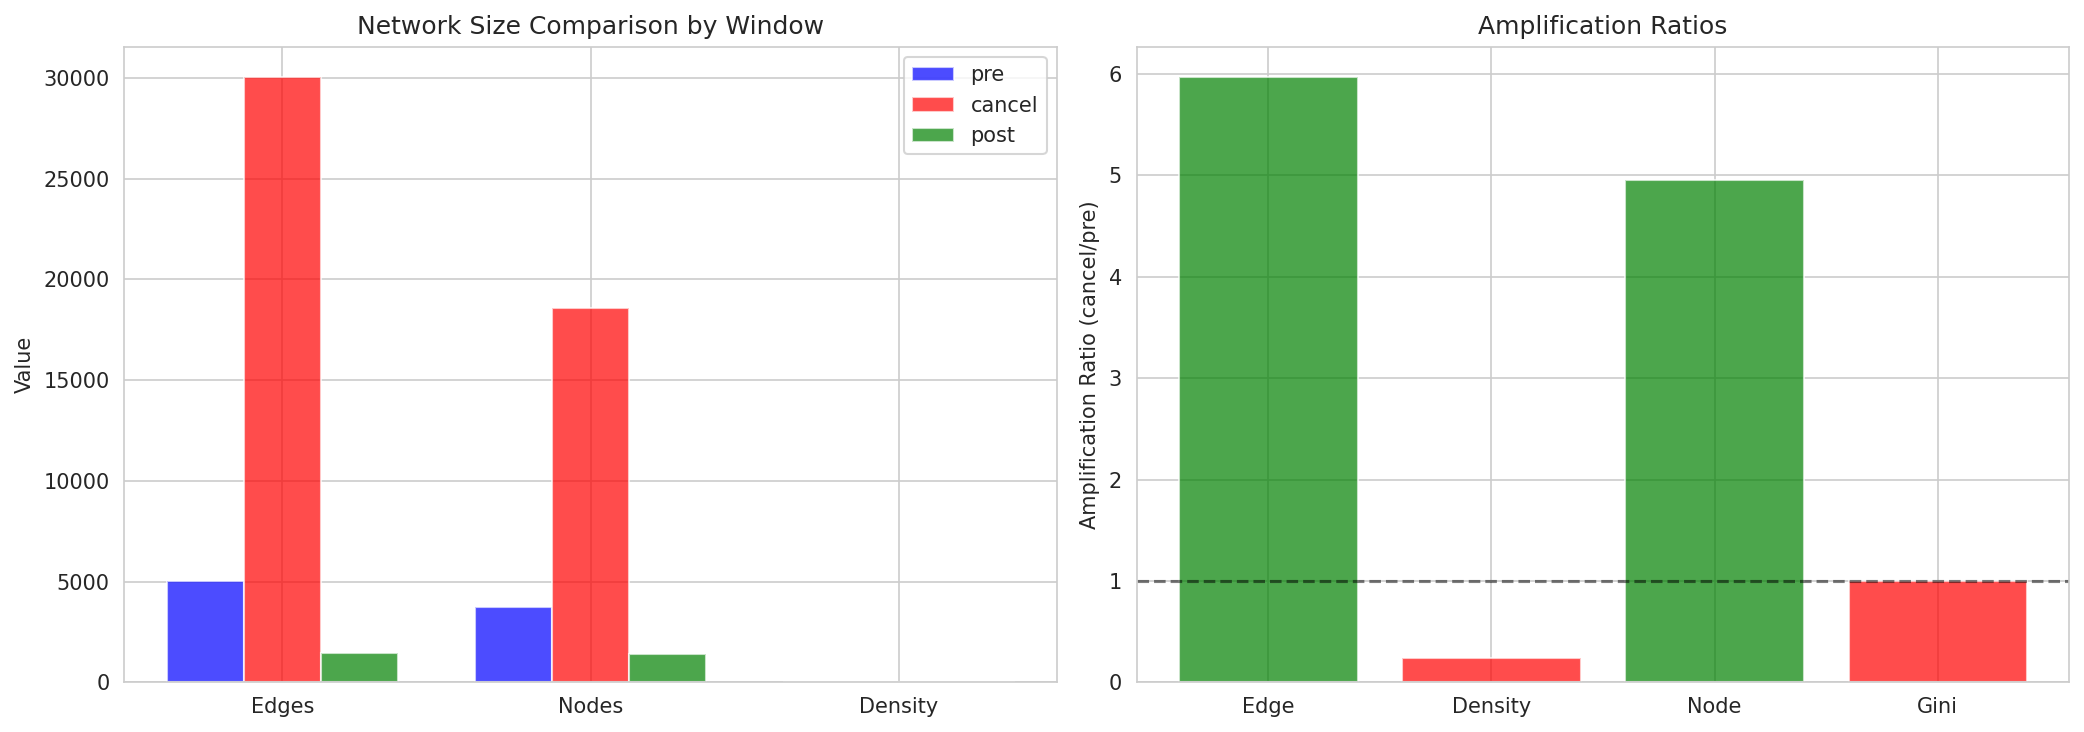 Network Size Comparison by Window
Value
30000
25000
20000
15000
10000
5000
0
Edges
Nodes
Density
pre
cancel
post
Amplification Ratios
Amplification Ratio (cancel/pre)
6
5
4
3
2
1
0
Edge
Density
Node
Gini